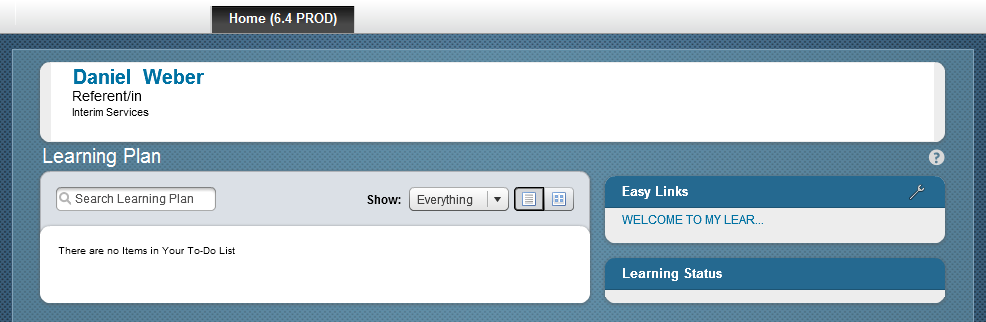 Home (6.4 PROD)
Daniel Weber
Referent/in
Interim Services
Learning Plan
?
Search Learning Plan
Show: Everything
There are no Items in Your To-Do List
Easy Links
WELCOME TO MY LEAR...
Learning Status